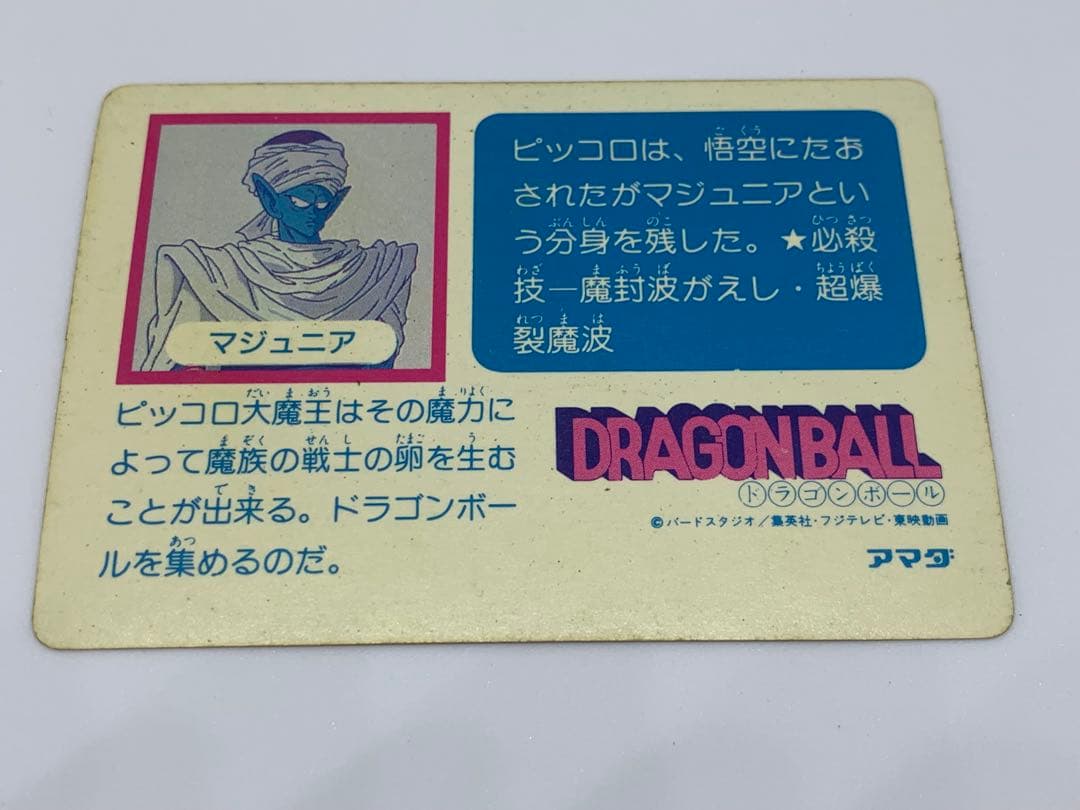 マジュニア
ピッコロは、悟空にたお
されたがマジュニアとい
う分身を残した。★必殺
技―魔封波がえし・超爆
裂魔波
ピッコロ大魔王はその魔力に
よって魔族の戦士の卵を生む
ことが出来る。ドラゴンボー
ルを集めるのだ。
DRAGONBALL
ドラゴンボール
©バードスタジオ/集英社・フジテレビ・東映動画
アマダ